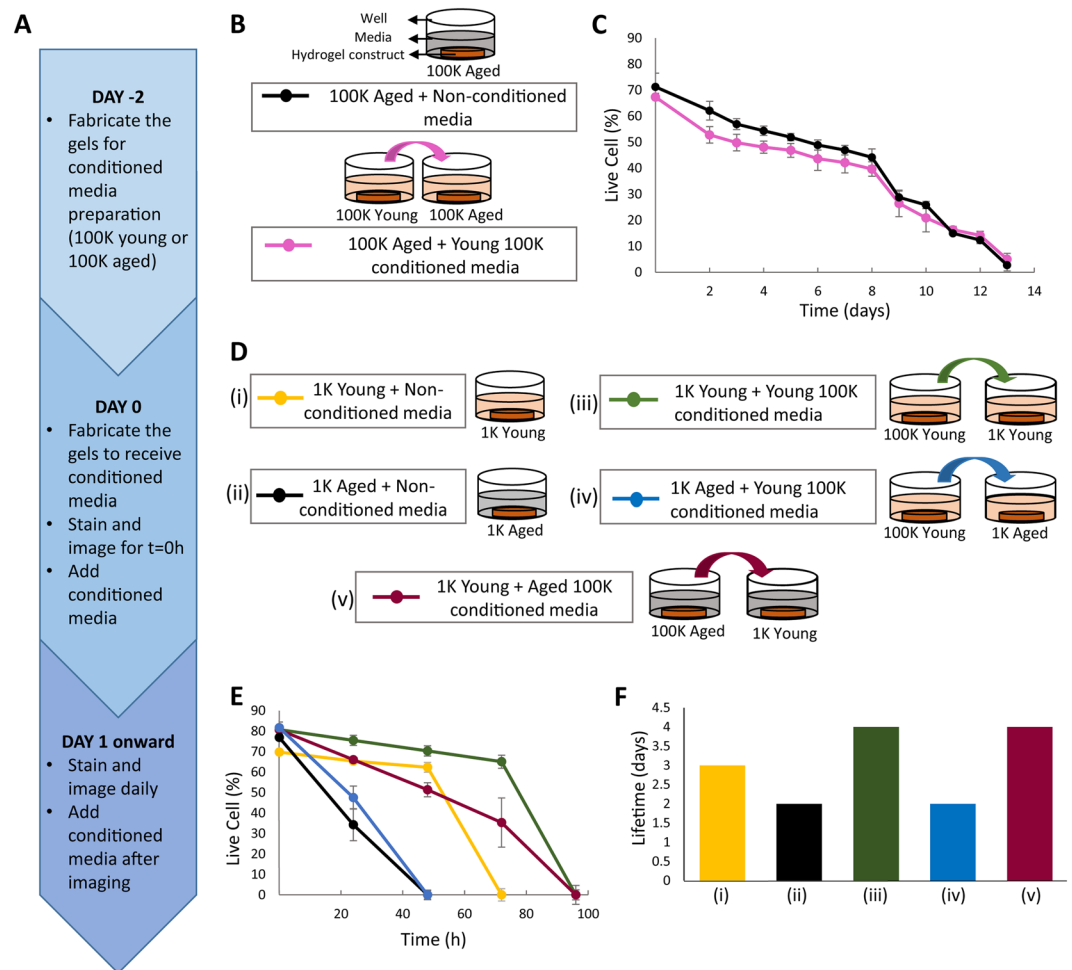 A
DAY -2
• Fabricate the
gels for
conditioned
media
preparation
(100K young or
100K aged)
DAY 0
• Fabricate the
gels to receive
conditioned
media
• Stain and
image for t=0h
• Add
conditioned
media
DAY 1 onward
• Stain and
image daily
• Add
conditioned
media after
imaging
B
Well
Media
Hydrogel construct
100K Aged
100K Aged + Non-conditioned
media
100K Young
100K Aged
100K Aged + Young 100K
conditioned media
C
Live Cell (%)
90
80
70
60
50
40
30
20
10
0
2
4
6
8
10
12
14
Time (days)
D
(i)
1K Young + Non-
conditioned media
1K Young
(ii)
1K Aged + Non-
conditioned media
1K Aged
(iii)
1K Young + Young 100K
conditioned media
100K Young
1K Young
(iv)
1K Aged + Young 100K
conditioned media
100K Young
1K Aged
(v)
1K Young + Aged 100K
conditioned media
100K Aged
1K Young
E
Live Cell (%)
90
80
70
60
50
40
30
20
10
0
20
40
60
80
100
Time (h)
F
Lifetime (days)
4.5
4
3.5
3
2.5
2
1.5
1
0.5
0
(i)
(ii)
(iii)
(iv)
(v)